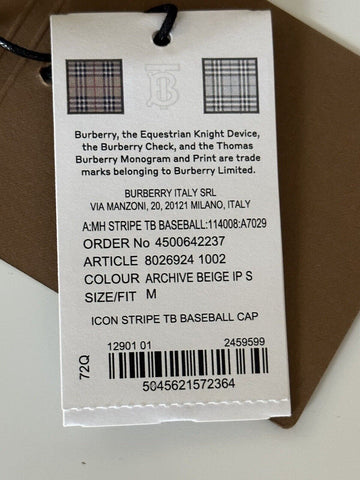 Burberry, the Equestrian Knight Device,
the Burberry Check, and the Thomas
Burberry Monogram and Print are trade
marks belonging to Burberry Limited.
BURBERRY ITALY SRL
VIA MANZONI, 20, 20121 MILANO, ITALY
A:MH STRIPE TB BASEBALL:114008:A7029
ORDER No 4500642237
ARTICLE 8026924 1002
COLOUR ARCHIVE BEIGE IP S
SIZE/FIT M
ICON STRIPE TB BASEBALL CAP
12901 01 2459599
72Q
5045621572364